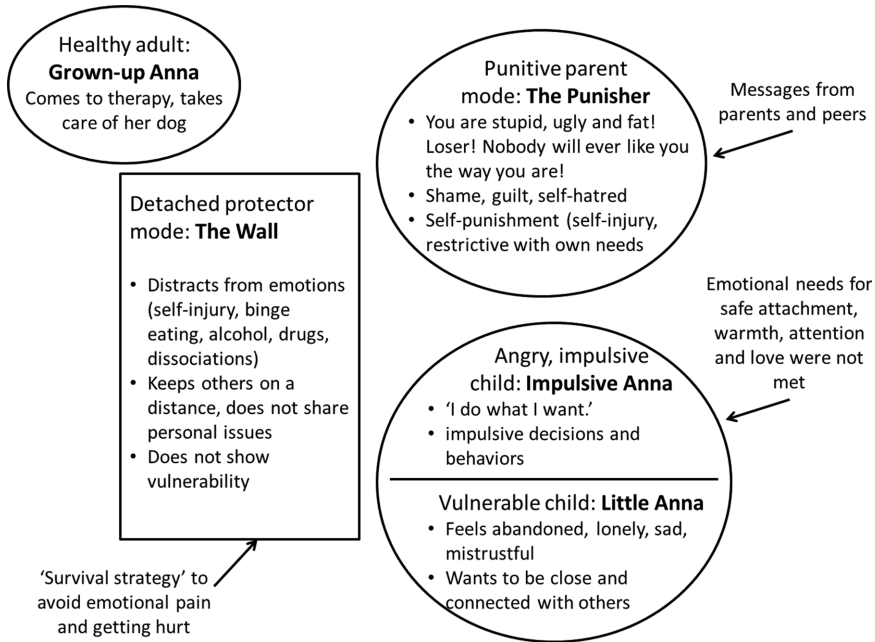 Healthy adult:
Grown-up Anna
Comes to therapy, takes
care of her dog
Detached protector
mode: The Wall
• Distracts from emotions
(self-injury, binge
eating, alcohol, drugs,
dissociations)
• Keeps others on a
distance, does not share
personal issues
• Does not show
vulnerability
‘Survival strategy’ to
avoid emotional pain
and getting hurt
Punitive parent
mode: The Punisher
• You are stupid, ugly and fat!
Loser! Nobody will ever like you
the way you are!
• Shame, guilt, self-hatred
• Self-punishment (self-injury,
restrictive with own needs
Messages from
parents and peers
Angry, impulsive
child: Impulsive Anna
• ‘I do what I want.’
• impulsive decisions and
behaviors
Vulnerable child: Little Anna
• Feels abandoned, lonely, sad,
mistrustful
• Wants to be close and
connected with others
Emotional needs for
safe attachment,
warmth, attention
and love were not
met